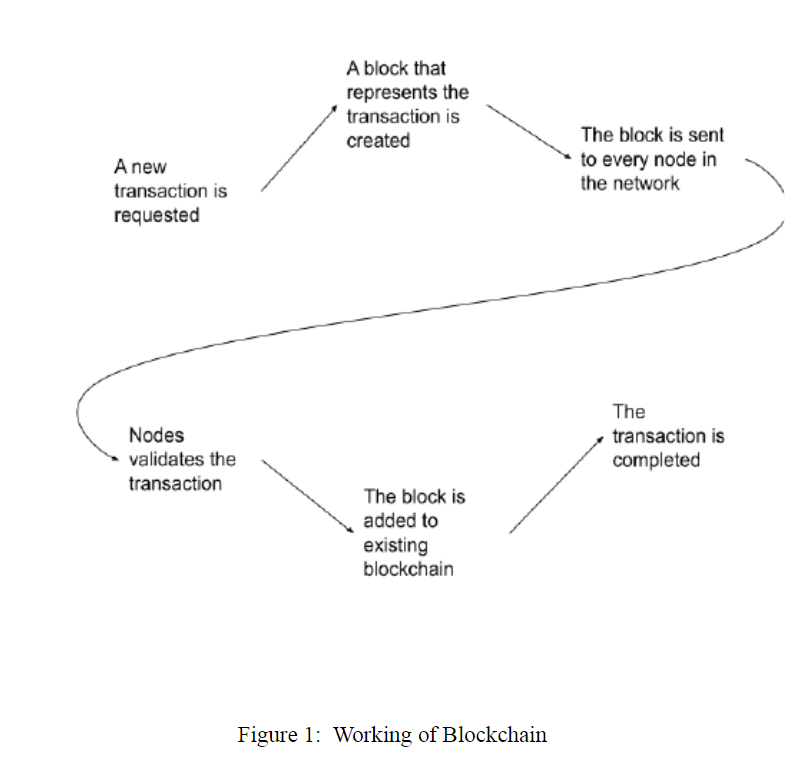 A new
transaction is
requested
A block that
represents the
transaction is
created
The block is sent
to every node in
the network
Nodes
validates the
transaction
The block is
added to
existing
blockchain
The
transaction is
completed
Figure 1:  Working of Blockchain